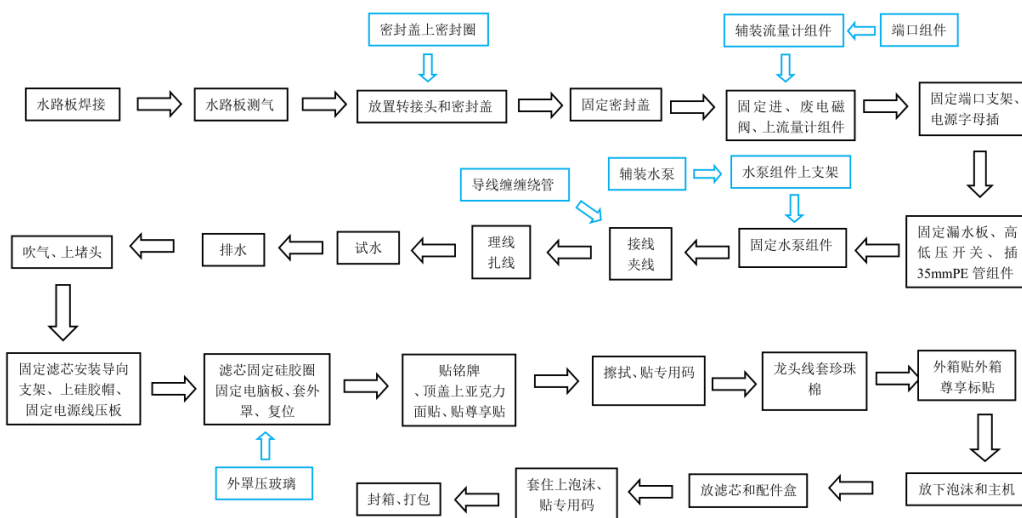 密封盖上密封圈
辅装流量计组件
端口组件
水路板焊接
水路板测气
放置转接头和密封盖
固定密封盖
固定进、废电磁
阀、上流量计组件
固定端口支架、
电源字母插
导线缠缠绕管
辅装水泵
水泵组件上支架
吹气、上堵头
排水
试水
理线
扎线
接线
夹线
固定水泵组件
固定漏水板、高
低压开关、插
35mmPE 管组件
固定滤芯安装导向
支架、上硅胶帽、
固定电源线压板
滤芯固定硅胶圈
固定电脑板、套外
罩、复位
贴铭牌
、顶盖上亚克力
面贴、贴尊享贴
擦拭、贴专用码
龙头线套珍珠
棉
外箱贴外箱
尊享标贴
外罩压玻璃
封箱、打包
套住上泡沫、
贴专用码
放滤芯和配件盒
放下泡沫和主机